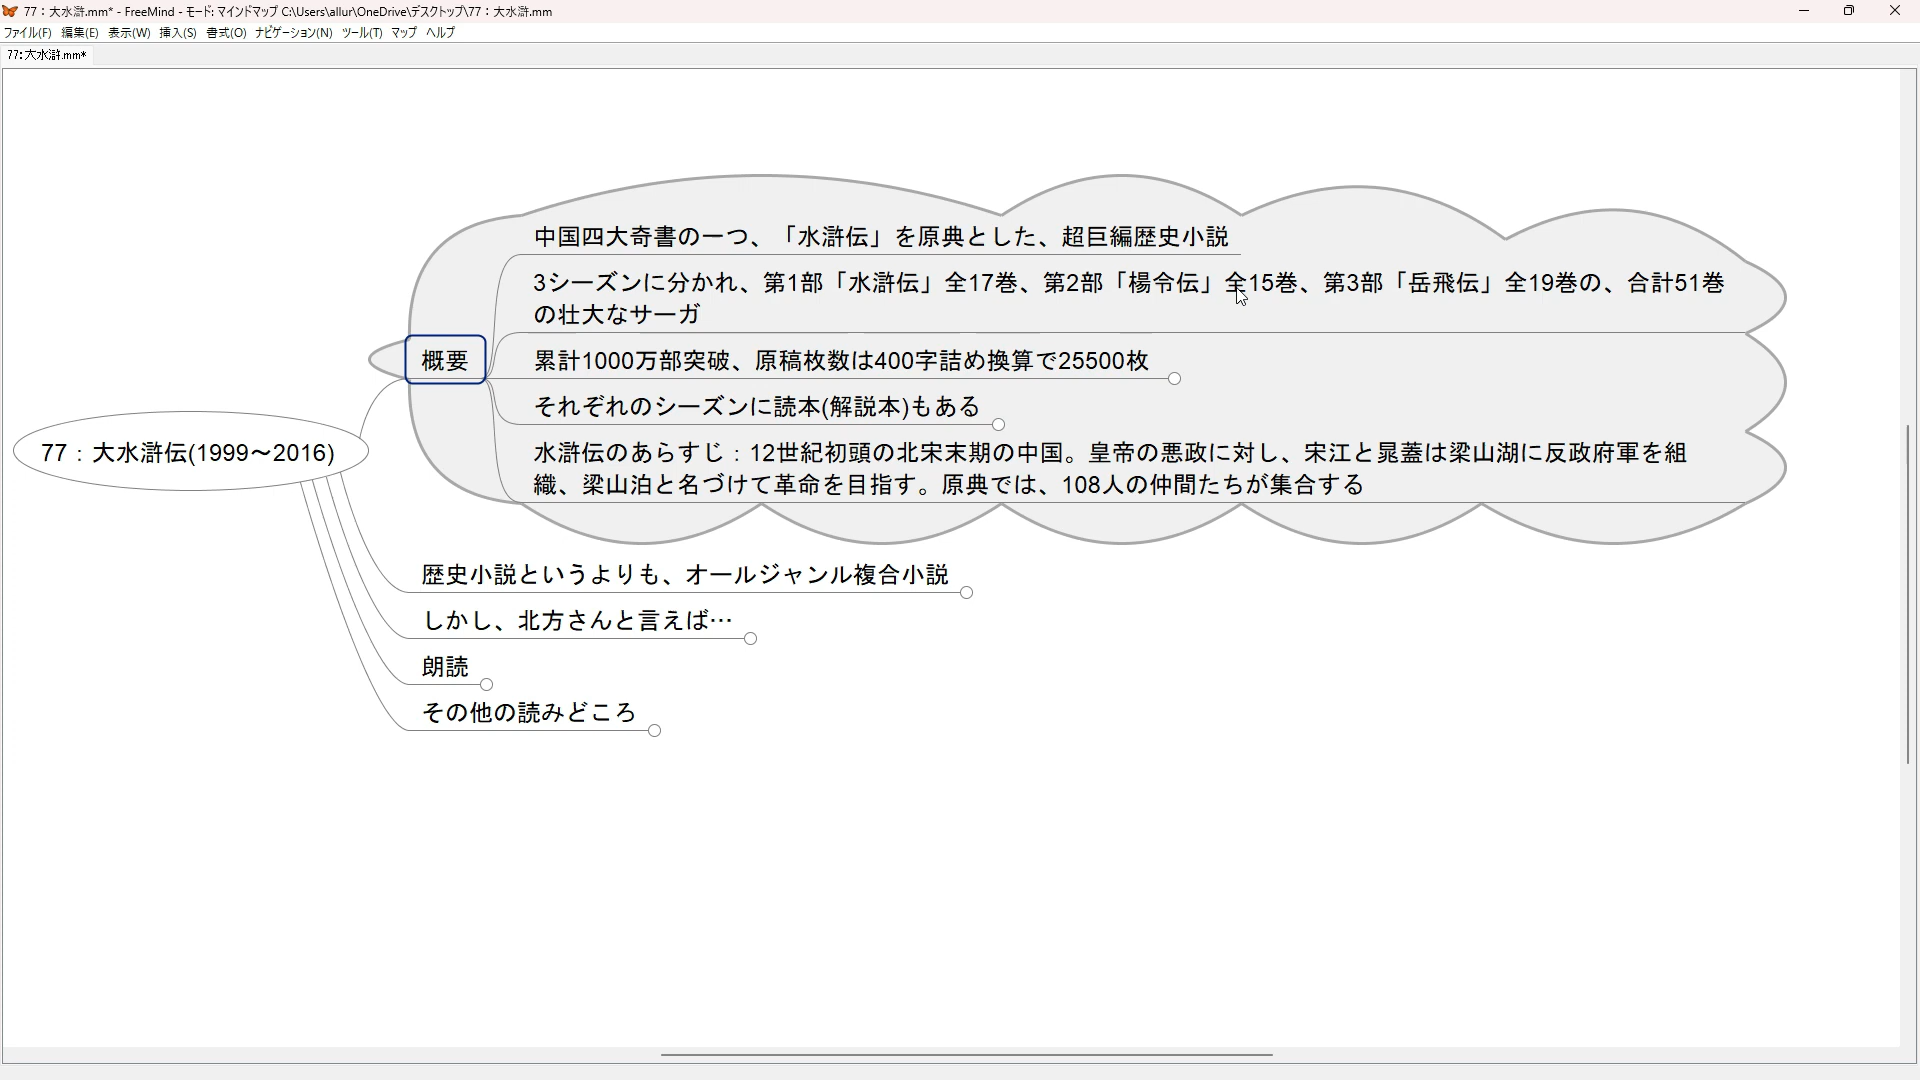 77：大水滸.mm* - FreeMind - モード: マインドマップ C:\Users\allur\OneDrive\デスクトップ\77：大水滸.mm
ファイル(F) 編集(E) 表示(W) 挿入(S) 書式(O) ナビゲーション(N) ツール(T) マップ ヘルプ
77:大水滸.mm*
中国四大奇書の一つ、「水滸伝」を原典とした、超巨編歴史小説
3シーズンに分かれ、第1部「水滸伝」全17巻、第2部「楊令伝」全15巻、第3部「岳飛伝」全19巻の、合計51巻
の壮大なサーガ
概要
累計1000万部突破、原稿枚数は400字詰め換算で25500枚
それぞれのシーズンに読本(解説本)もある
77：大水滸伝(1999～2016)
水滸伝のあらすじ：12世紀初頭の北宋末期の中国。皇帝の悪政に対し、宋江と晁蓋は梁山湖に反政府軍を組
織、梁山泊と名づけて革命を目指す。原典では、108人の仲間たちが集合する
歴史小説というよりも、オールジャンル複合小説
しかし、北方さんと言えば…
朗読
その他の読みどころ